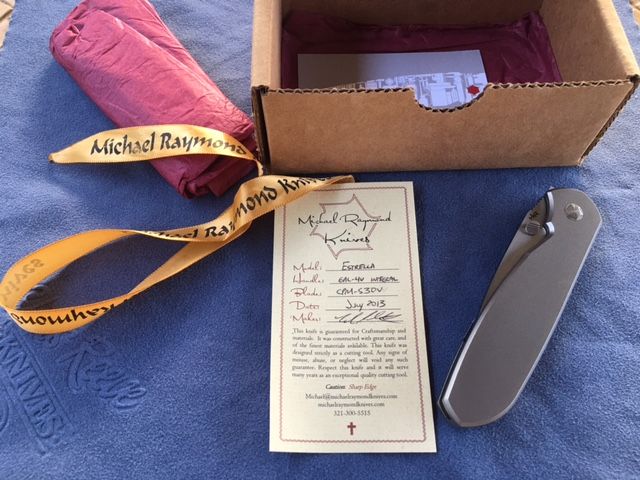 Michael Raymond
Raymond Knives
Michael Raymond
Knives
Model: ESTRELLA
Handle: 6AL-4V INTEGRAL
Blade: CPM-S30V
Date: July 2013
Maker:
This knife is guaranteed for Craftsmanship and
materials. It was constructed with great care, and
of the finest materials available. This knife was
designed strictly as a cutting tool. Any signs of
misuse, abuse, or neglect will void any such
guarantee. Respect this knife and it will serve
many years as an exceptional quality cutting tool.
Caution: Sharp Edge
Michael@michaelraymondknives.com
michaelraymondknives.com
321-300-5515
KNIVES